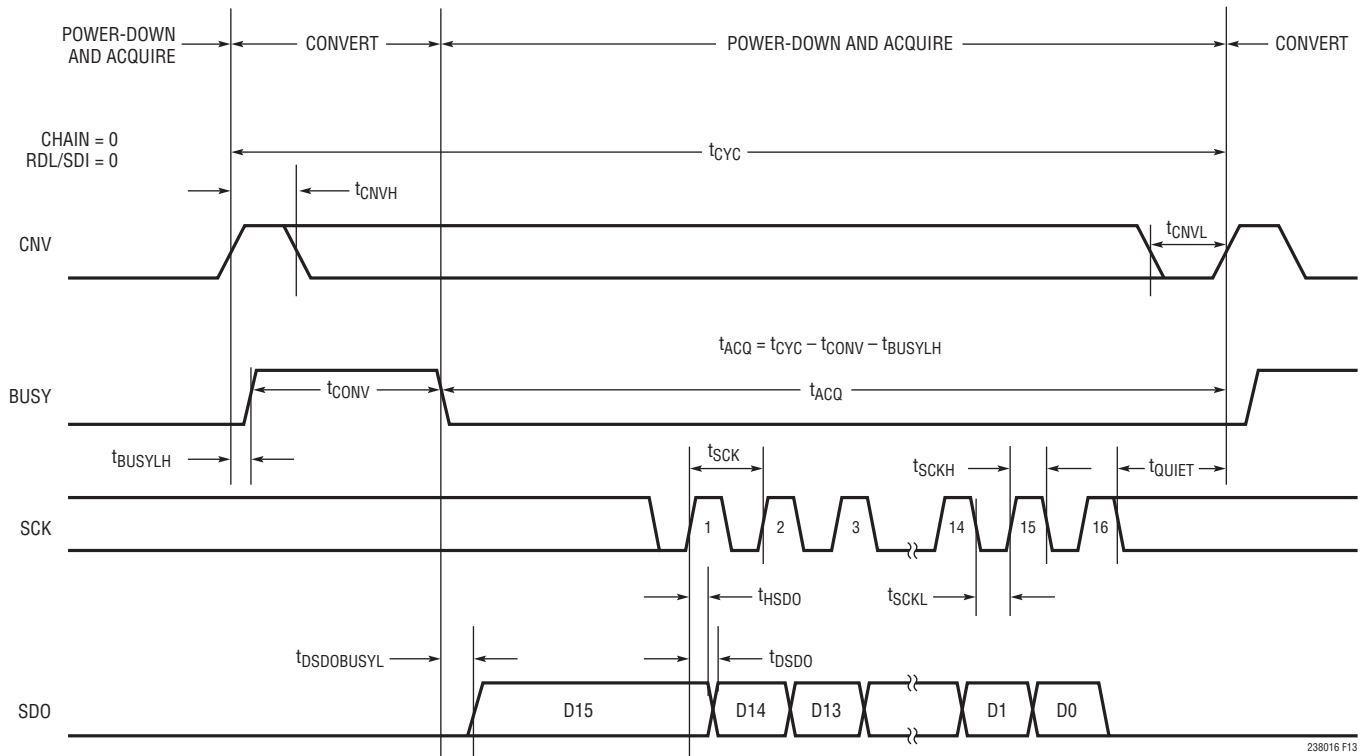 POWER-DOWN
AND ACQUIRE
CONVERT
POWER-DOWN AND ACQUIRE
CONVERT
CHAIN = 0
RDL/SDI = 0
tCYC
tCNVH
CNV
tCNVL
tACQ = tCYC – tCONV – tBUSYLH
BUSY
tCONV
tACQ
tBUSYLH
tSCK
tSCKH
tQUIET
SCK
1
2
3
14
15
16
tHSDO
tSCKL
tDSDOBUSYL
tDSDO
SDO
D15
D14
D13
D1
D0
238016 F13